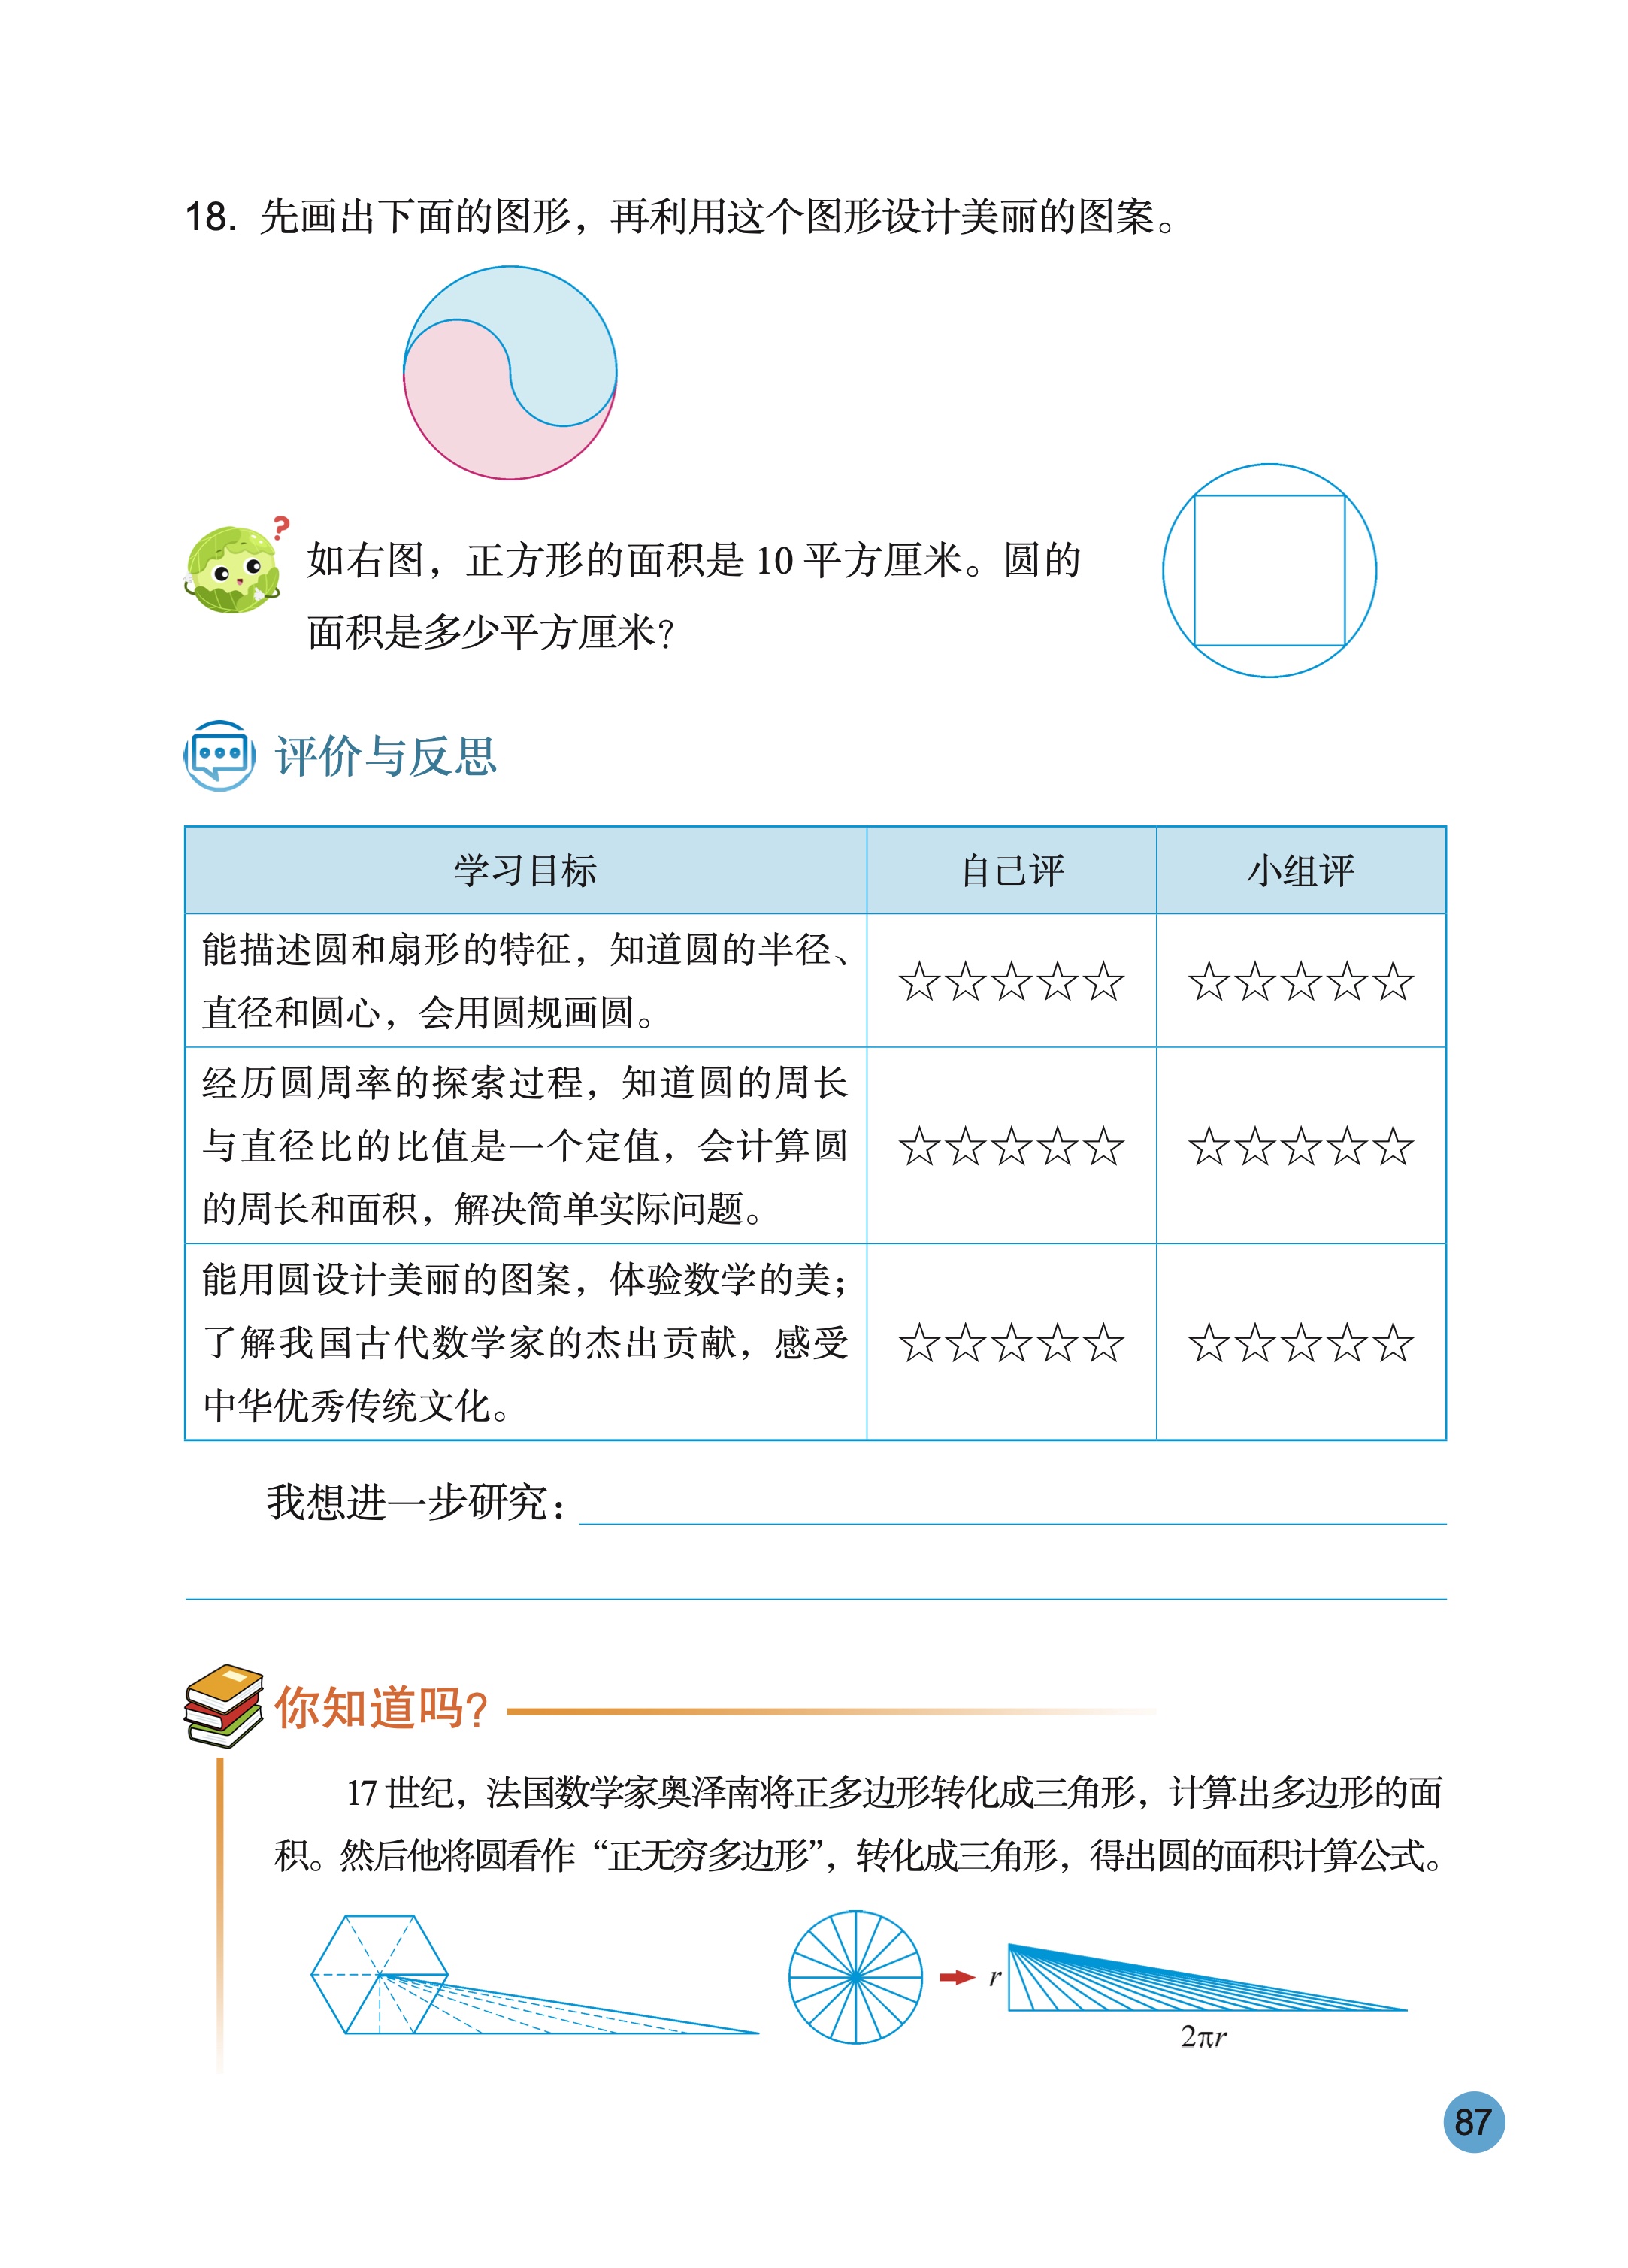 18. 先画出下面的图形，再利用这个图形设计美丽的图案。
?
如右图，正方形的面积是 10 平方厘米。圆的
面积是多少平方厘米？
评价与反思
学习目标 自己评 小组评
能描述圆和扇形的特征，知道圆的半径、
直径和圆心，会用圆规画圆。
☆☆☆☆☆ ☆☆☆☆☆
经历圆周率的探索过程，知道圆的周长
与直径比的比值是一个定值，会计算圆
的周长和面积，解决简单实际问题。
☆☆☆☆☆ ☆☆☆☆☆
能用圆设计美丽的图案，体验数学的美；
了解我国古代数学家的杰出贡献，感受
中华优秀传统文化。
☆☆☆☆☆ ☆☆☆☆☆
我想进一步研究：
你知道吗？
17 世纪，法国数学家奥泽南将正多边形转化成三角形，计算出多边形的面
积。然后他将圆看作“正无穷多边形”，转化成三角形，得出圆的面积计算公式。
r
2πr
87